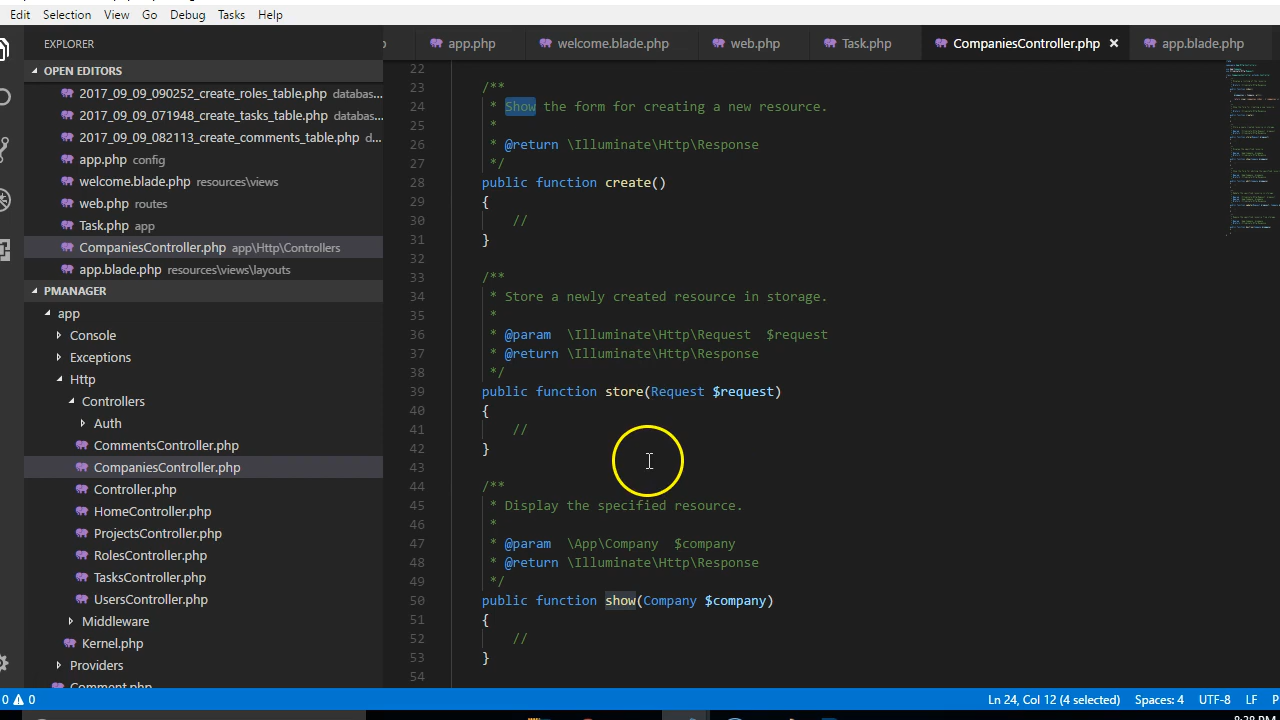 Edit Selection View Go Debug Tasks Help
EXPLORER
app.php welcome.blade.php web.php Task.php CompaniesController.php × app.blade.php
OPEN EDITORS
2017_09_09_090252_create_roles_table.php databas...
2017_09_09_071948_create_tasks_table.php databas...
2017_09_09_082113_create_comments_table.php d...
app.php config
welcome.blade.php resources\views
web.php routes
Task.php app
CompaniesController.php app\Http\Controllers
app.blade.php resources\views\layouts
PMANAGER
app
Console
Exceptions
Http
Controllers
Auth
CommentsController.php
CompaniesController.php
Controller.php
HomeController.php
ProjectsController.php
RolesController.php
TasksController.php
UsersController.php
Middleware
Kernel.php
Providers
Comment.php
22
23 /**
24 * Show the form for creating a new resource.
25 *
26 * @return \Illuminate\Http\Response
27 */
28 public function create()
29 {
30 //
31 }
32
33 /**
34 * Store a newly created resource in storage.
35 *
36 * @param \Illuminate\Http\Request $request
37 * @return \Illuminate\Http\Response
38 */
39 public function store(Request $request)
40 {
41 //
42 }
43
44 /**
45 * Display the specified resource.
46 *
47 * @param \App\Company $company
48 * @return \Illuminate\Http\Response
49 */
50 public function show(Company $company)
51 {
52 //
53 }
54
0 0 Ln 24, Col 12 (4 selected) Spaces: 4 UTF-8 LF P
8:28 PM